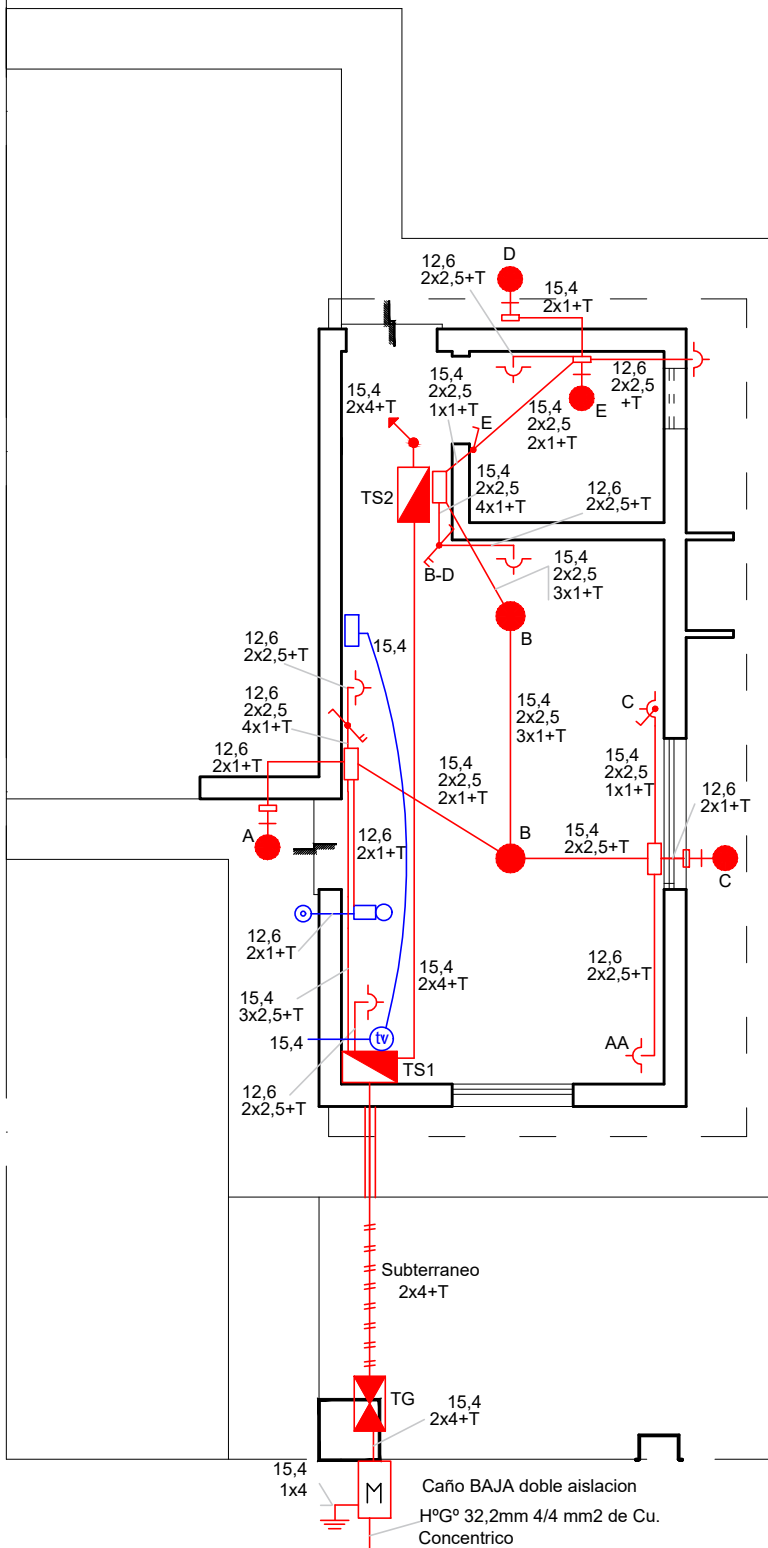 D
12,6
2x2,5+T
15,4
2x1+T
15,4
2x4+T
15,4
2x2,5
1x1+T
E
15,4
2x2,5
2x1+T
E
12,6
2x2,5
+T
TS2
15,4
2x2,5
4x1+T
12,6
2x2,5+T
B-D
15,4
2x2,5
3x1+T
B
12,6
2x2,5+T
15,4
12,6
2x2,5
4x1+T
15,4
2x2,5
3x1+T
C
12,6
2x1+T
15,4
2x2,5
2x1+T
15,4
2x2,5
1x1+T
12,6
2x1+T
A
12,6
2x1+T
B
15,4
2x2,5+T
C
12,6
2x1+T
15,4
2x4+T
12,6
2x2,5+T
15,4
3x2,5+T
15,4
tv
AA
TS1
12,6
2x2,5+T
Subterraneo
2x4+T
TG
15,4
2x4+T
15,4
1x4
M
Caño BAJA doble aislacion
HºGº 32,2mm 4/4 mm2 de Cu.
Concentrico